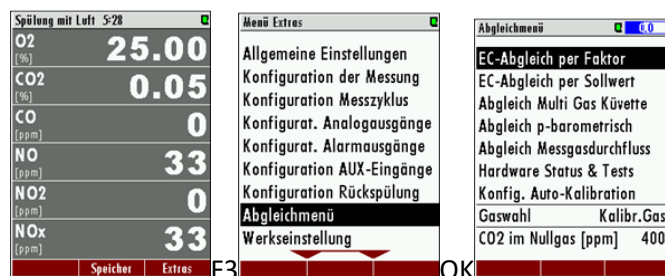 Spülung mit Luft 5:28
O2 [%] 25.00
CO2 [%] 0.05
CO [ppm] 0
NO [ppm] 33
NO2 [ppm] 0
NOx [ppm] 33
Speicher Extras
F3
Menü Extras
Allgemeine Einstellungen
Konfiguration der Messung
Konfiguration Messzyklus
Konfigurat. Analogausgänge
Konfigurat. Alarmausgänge
Konfiguration AUX-Eingänge
Konfiguration Rückspülung
Abgleichmenü
Werkseinstellung
OK
Abgleichmenü 0,0
EC-Abgleich per Faktor
EC-Abgleich per Sollwert
Abgleich Multi Gas Küvette
Abgleich p-barometrisch
Abgleich Messgasdurchfluss
Hardware Status & Tests
Konfig. Auto-Kalibration
Gaswahl Kalibr.Gas
CO2 im Nullgas [ppm] 400